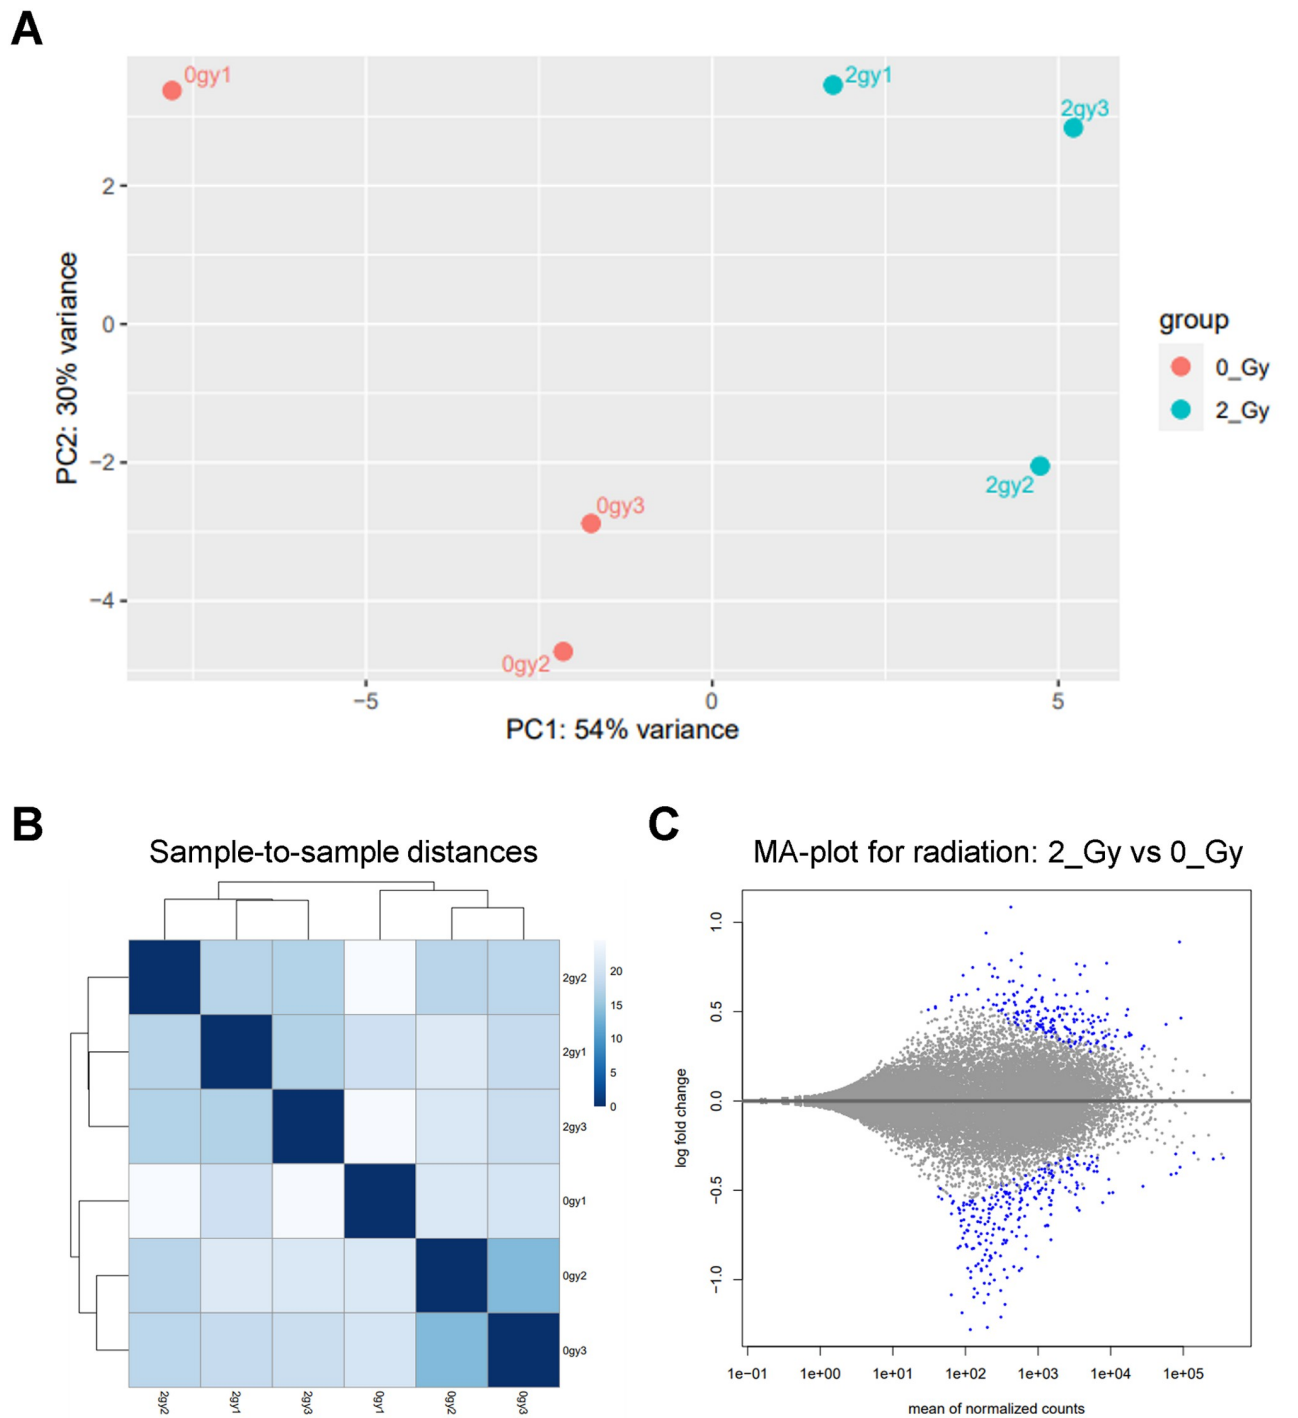 A
0gy1
2gy1
2gy3
2
0
−2
−4
0gy3
2gy2
0gy2
−5
0
5
PC1: 54% variance
PC2: 30% variance
group
0_Gy
2_Gy
B
Sample-to-sample distances
2gy2
2gy1
2gy3
0gy1
0gy2
0gy3
20
15
10
5
0
2gy2
2gy1
2gy3
0gy1
0gy2
0gy3
C
MA-plot for radiation: 2_Gy vs 0_Gy
1.0
0.5
0.0
−0.5
−1.0
log fold change
1e−01
1e+00
1e+01
1e+02
1e+03
1e+04
1e+05
mean of normalized counts